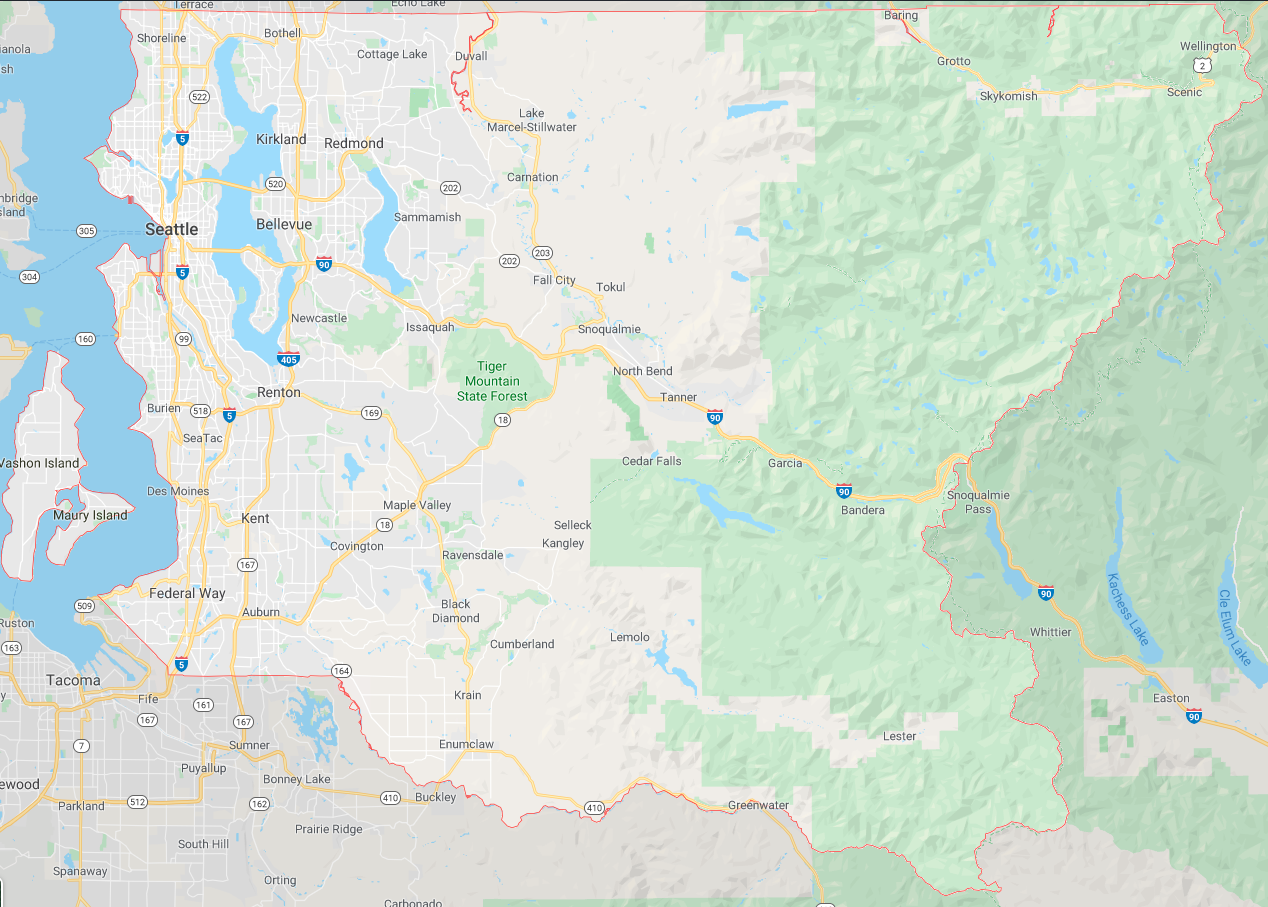 Terrace
Echo Lake
Baring
Shoreline
Bothell
Cottage Lake
Duvall
Wellington
2
Grotto
Skykomish
Scenic
522
5
Kirkland
Redmond
Lake
Marcel-Stillwater
520
202
Carnation
Sammamish
305
Seattle
Bellevue
304
5
90
202
203
Fall City
Tokul
Newcastle
Issaquah
Snoqualmie
160
99
405
Tiger
Mountain
State Forest
North Bend
Tanner
Renton
Burien
518
5
169
18
90
SeaTac
Vashon Island
Cedar Falls
Garcia
Des Moines
90
Bandera
Snoqualmie
Pass
Maury Island
Kent
Maple Valley
18
Selleck
Kangley
Covington
Ravensdale
167
Federal Way
509
Auburn
Black
Diamond
90
Kachess Lake
Cle Elum Lake
Whittier
Cumberland
Lemolo
Ruston
163
5
164
Tacoma
Fife
161
167
167
Krain
Easton
90
7
Sumner
Enumclaw
Lester
Puyallup
Bonney Lake
Parkland
512
162
410
Buckley
410
Greenwater
Prairie Ridge
South Hill
Spanaway
Orting
Carbonado